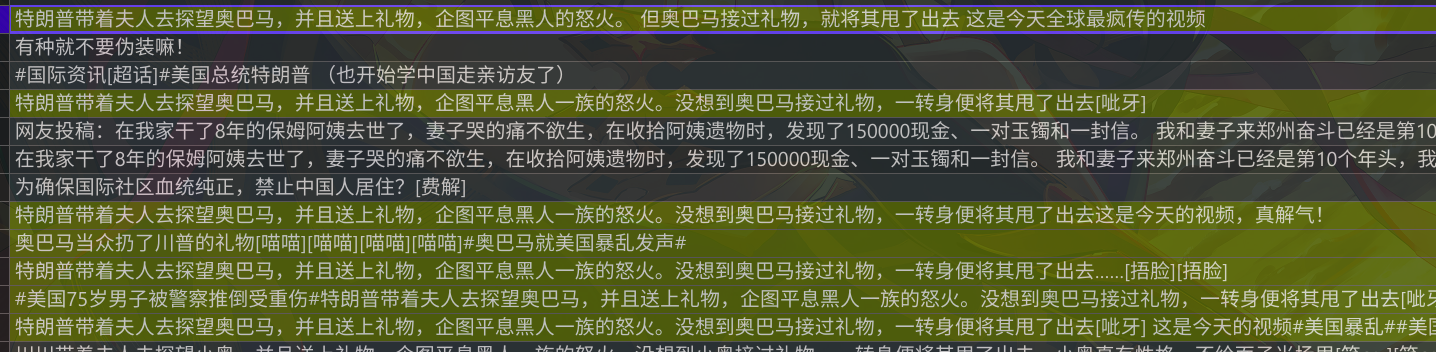 特朗普带着夫人去探望奥巴马，并且送上礼物，企图平息黑人的怒火。 但奥巴马接过礼物，就将其甩了出去 这是今天全球最疯传的视频
有种就不要伪装嘛！
#国际资讯[超话]#美国总统特朗普 （也开始学中国走亲访友了）
特朗普带着夫人去探望奥巴马，并且送上礼物，企图平息黑人一族的怒火。没想到奥巴马接过礼物，一转身便将其甩了出去[呲牙]
网友投稿：在我家干了8年的保姆阿姨去世了，妻子哭的痛不欲生，在收拾阿姨遗物时，发现了150000现金、一对玉镯和一封信。 我和妻子来郑州奋斗已经是第10
在我家干了8年的保姆阿姨去世了，妻子哭的痛不欲生，在收拾阿姨遗物时，发现了150000现金、一对玉镯和一封信。 我和妻子来郑州奋斗已经是第10个年头，我
为确保国际社区血统纯正，禁止中国人居住？[费解]
特朗普带着夫人去探望奥巴马，并且送上礼物，企图平息黑人一族的怒火。没想到奥巴马接过礼物，一转身便将其甩了出去这是今天的视频，真解气！
奥巴马当众扔了川普的礼物[喵喵][喵喵][喵喵][喵喵]#奥巴马就美国暴乱发声#
特朗普带着夫人去探望奥巴马，并且送上礼物，企图平息黑人一族的怒火。没想到奥巴马接过礼物，一转身便将其甩了出去……[捂脸][捂脸]
#美国75岁男子被警察推倒受重伤#特朗普带着夫人去探望奥巴马，并且送上礼物，企图平息黑人一族的怒火。没想到奥巴马接过礼物，一转身便将其甩了出去[呲牙
特朗普带着夫人去探望奥巴马，并且送上礼物，企图平息黑人一族的怒火。没想到奥巴马接过礼物，一转身便将其甩了出去[呲牙] 这是今天的视频#美国暴乱##美国